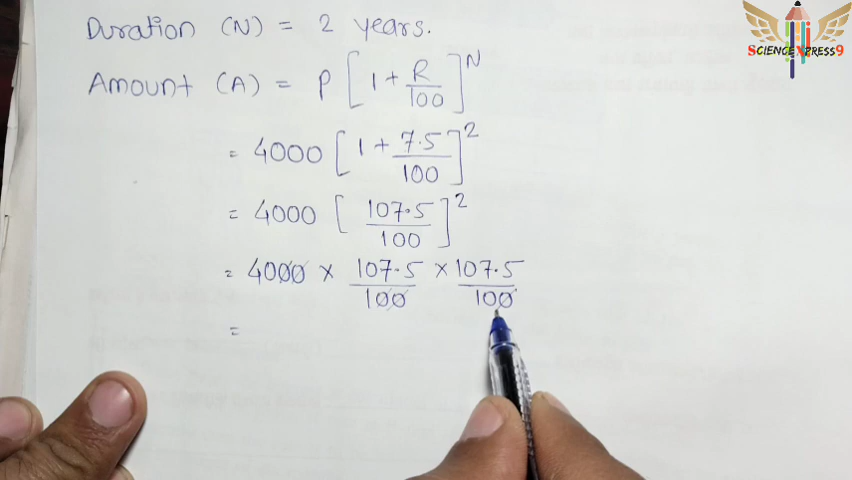 SCIENCEXPRESS9
Duration (N) = 2 years.
Amount (A) = P [1 + R/100]^N
= 4000 [1 + 7.5/100]^2
= 4000 [107.5/100]^2
= 4000 × 107.5/100 × 107.5/100
=